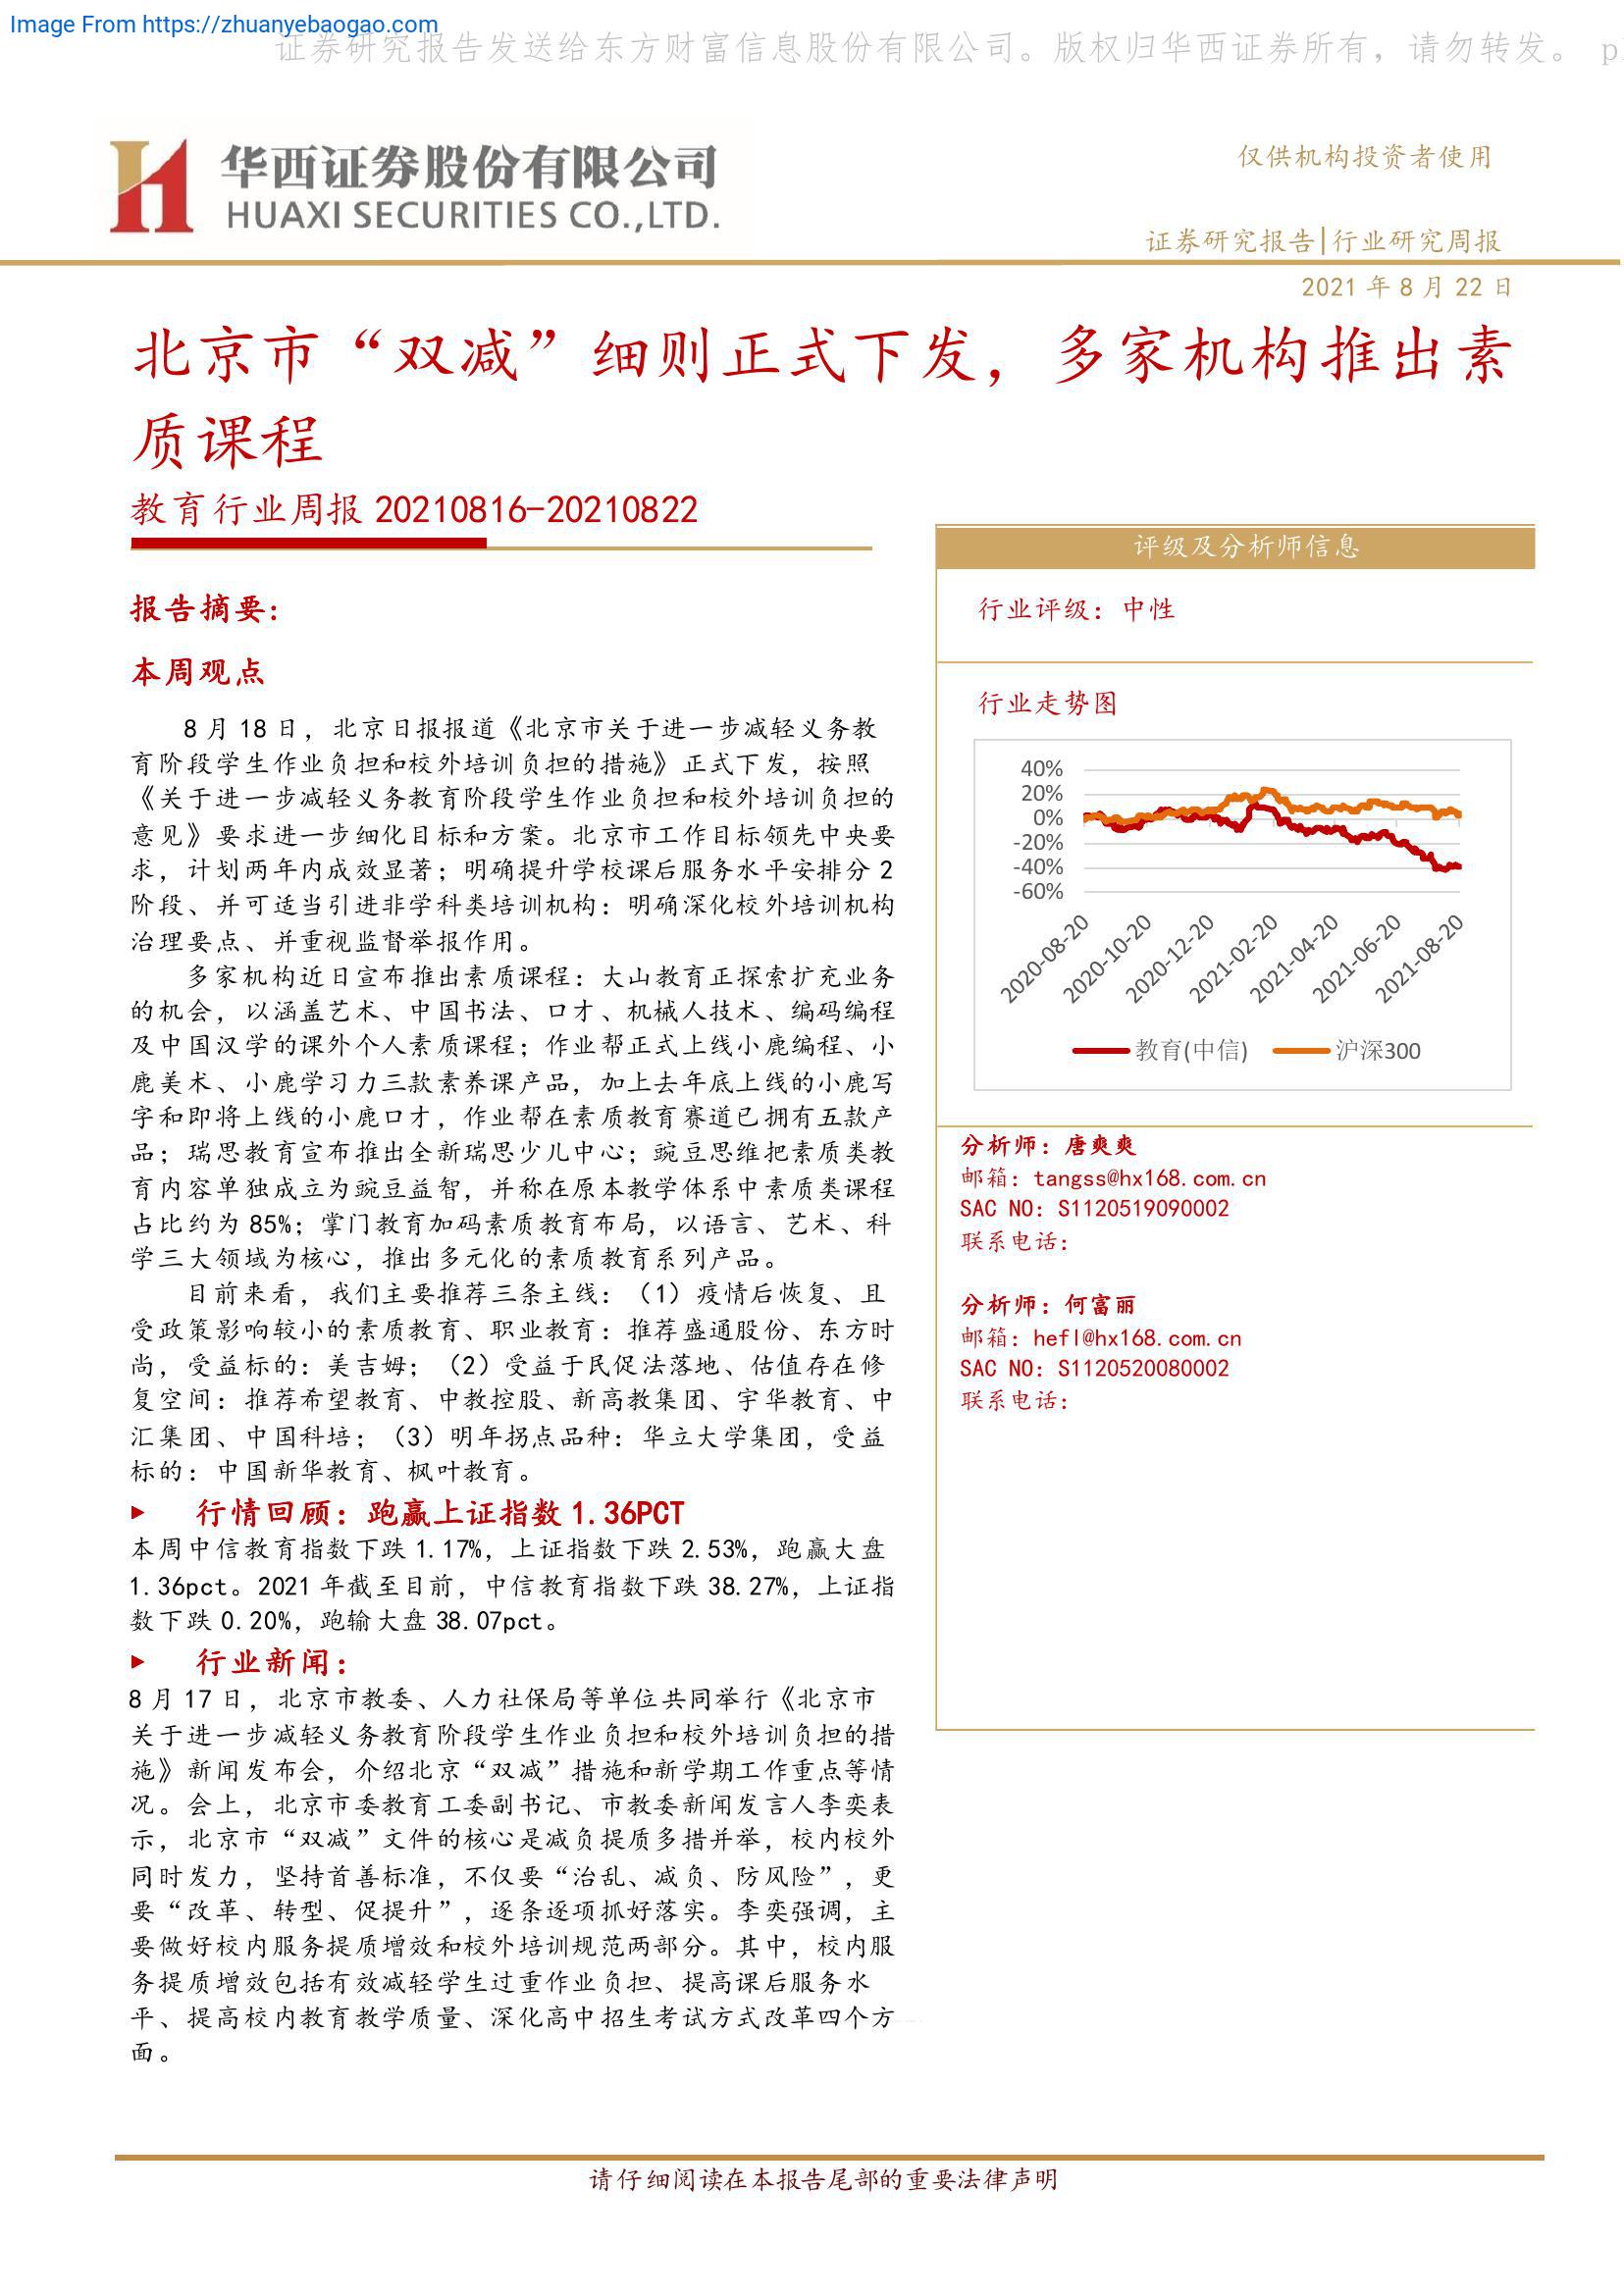 Image From https://zhuanyebaogao.com
证券研究报告发送给东方财富信息股份有限公司。版权归华西证券所有，请勿转发。 p
华西证券股份有限公司
HUAXI SECURITIES CO.,LTD.
仅供机构投资者使用
证券研究报告|行业研究周报
2021 年 8 月 22 日
北京市“双减”细则正式下发，多家机构推出素
质课程
教育行业周报 20210816-20210822
报告摘要:
本周观点
8 月 18 日，北京日报报道《北京市关于进一步减轻义务教
育阶段学生作业负担和校外培训负担的措施》正式下发，按照
《关于进一步减轻义务教育阶段学生作业负担和校外培训负担的
意见》要求进一步细化目标和方案。北京市工作目标领先中央要
求，计划两年内成效显著；明确提升学校课后服务水平安排分 2
阶段、并可适当引进非学科类培训机构：明确深化校外培训机构
治理要点、并重视监督举报作用。
多家机构近日宣布推出素质课程：大山教育正探索扩充业务
的机会，以涵盖艺术、中国书法、口才、机械人技术、编码编程
及中国汉学的课外个人素质课程；作业帮正式上线小鹿编程、小
鹿美术、小鹿学习力三款素养课产品，加上去年底上线的小鹿写
字和即将上线的小鹿口才，作业帮在素质教育赛道已拥有五款产
品；瑞思教育宣布推出全新瑞思少儿中心；豌豆思维把素质类教
育内容单独成立为豌豆益智，并称在原本教学体系中素质类课程
占比约为 85%；掌门教育加码素质教育布局，以语言、艺术、科
学三大领域为核心，推出多元化的素质教育系列产品。
目前来看，我们主要推荐三条主线：（1）疫情后恢复、且
受政策影响较小的素质教育、职业教育：推荐盛通股份、东方时
尚，受益标的：美吉姆；（2）受益于民促法落地、估值存在修
复空间：推荐希望教育、中教控股、新高教集团、宇华教育、中
汇集团、中国科培；（3）明年拐点品种：华立大学集团，受益
标的：中国新华教育、枫叶教育。
▶ 行情回顾：跑赢上证指数 1.36PCT
本周中信教育指数下跌 1.17%，上证指数下跌 2.53%，跑赢大盘
1.36pct。2021 年截至目前，中信教育指数下跌 38.27%，上证指
数下跌 0.20%，跑输大盘 38.07pct。
▶ 行业新闻：
8 月 17 日，北京市教委、人力社保局等单位共同举行《北京市
关于进一步减轻义务教育阶段学生作业负担和校外培训负担的措
施》新闻发布会，介绍北京“双减”措施和新学期工作重点等情
况。会上，北京市委教育工委副书记、市教委新闻发言人李奕表
示，北京市“双减”文件的核心是减负提质多措并举，校内校外
同时发力，坚持首善标准，不仅要“治乱、减负、防风险”，更
要“改革、转型、促提升”，逐条逐项抓好落实。李奕强调，主
要做好校内服务提质增效和校外培训规范两部分。其中，校内服
务提质增效包括有效减轻学生过重作业负担、提高课后服务水
平、提高校内教育教学质量、深化高中招生考试方式改革四个方
面。
评级及分析师信息
行业评级：中性
行业走势图
40%
20%
0%
-20%
-40%
-60%
2020-08-20
2020-10-20
2020-12-20
2021-02-20
2021-04-20
2021-06-20
2021-08-20
教育(中信)
沪深300
分析师：唐爽爽
邮箱：tangss@hx168.com.cn
SAC NO：S1120519090002
联系电话：
分析师：何富丽
邮箱：hefl@hx168.com.cn
SAC NO：S1120520080002
联系电话：
请仔细阅读在本报告尾部的重要法律声明